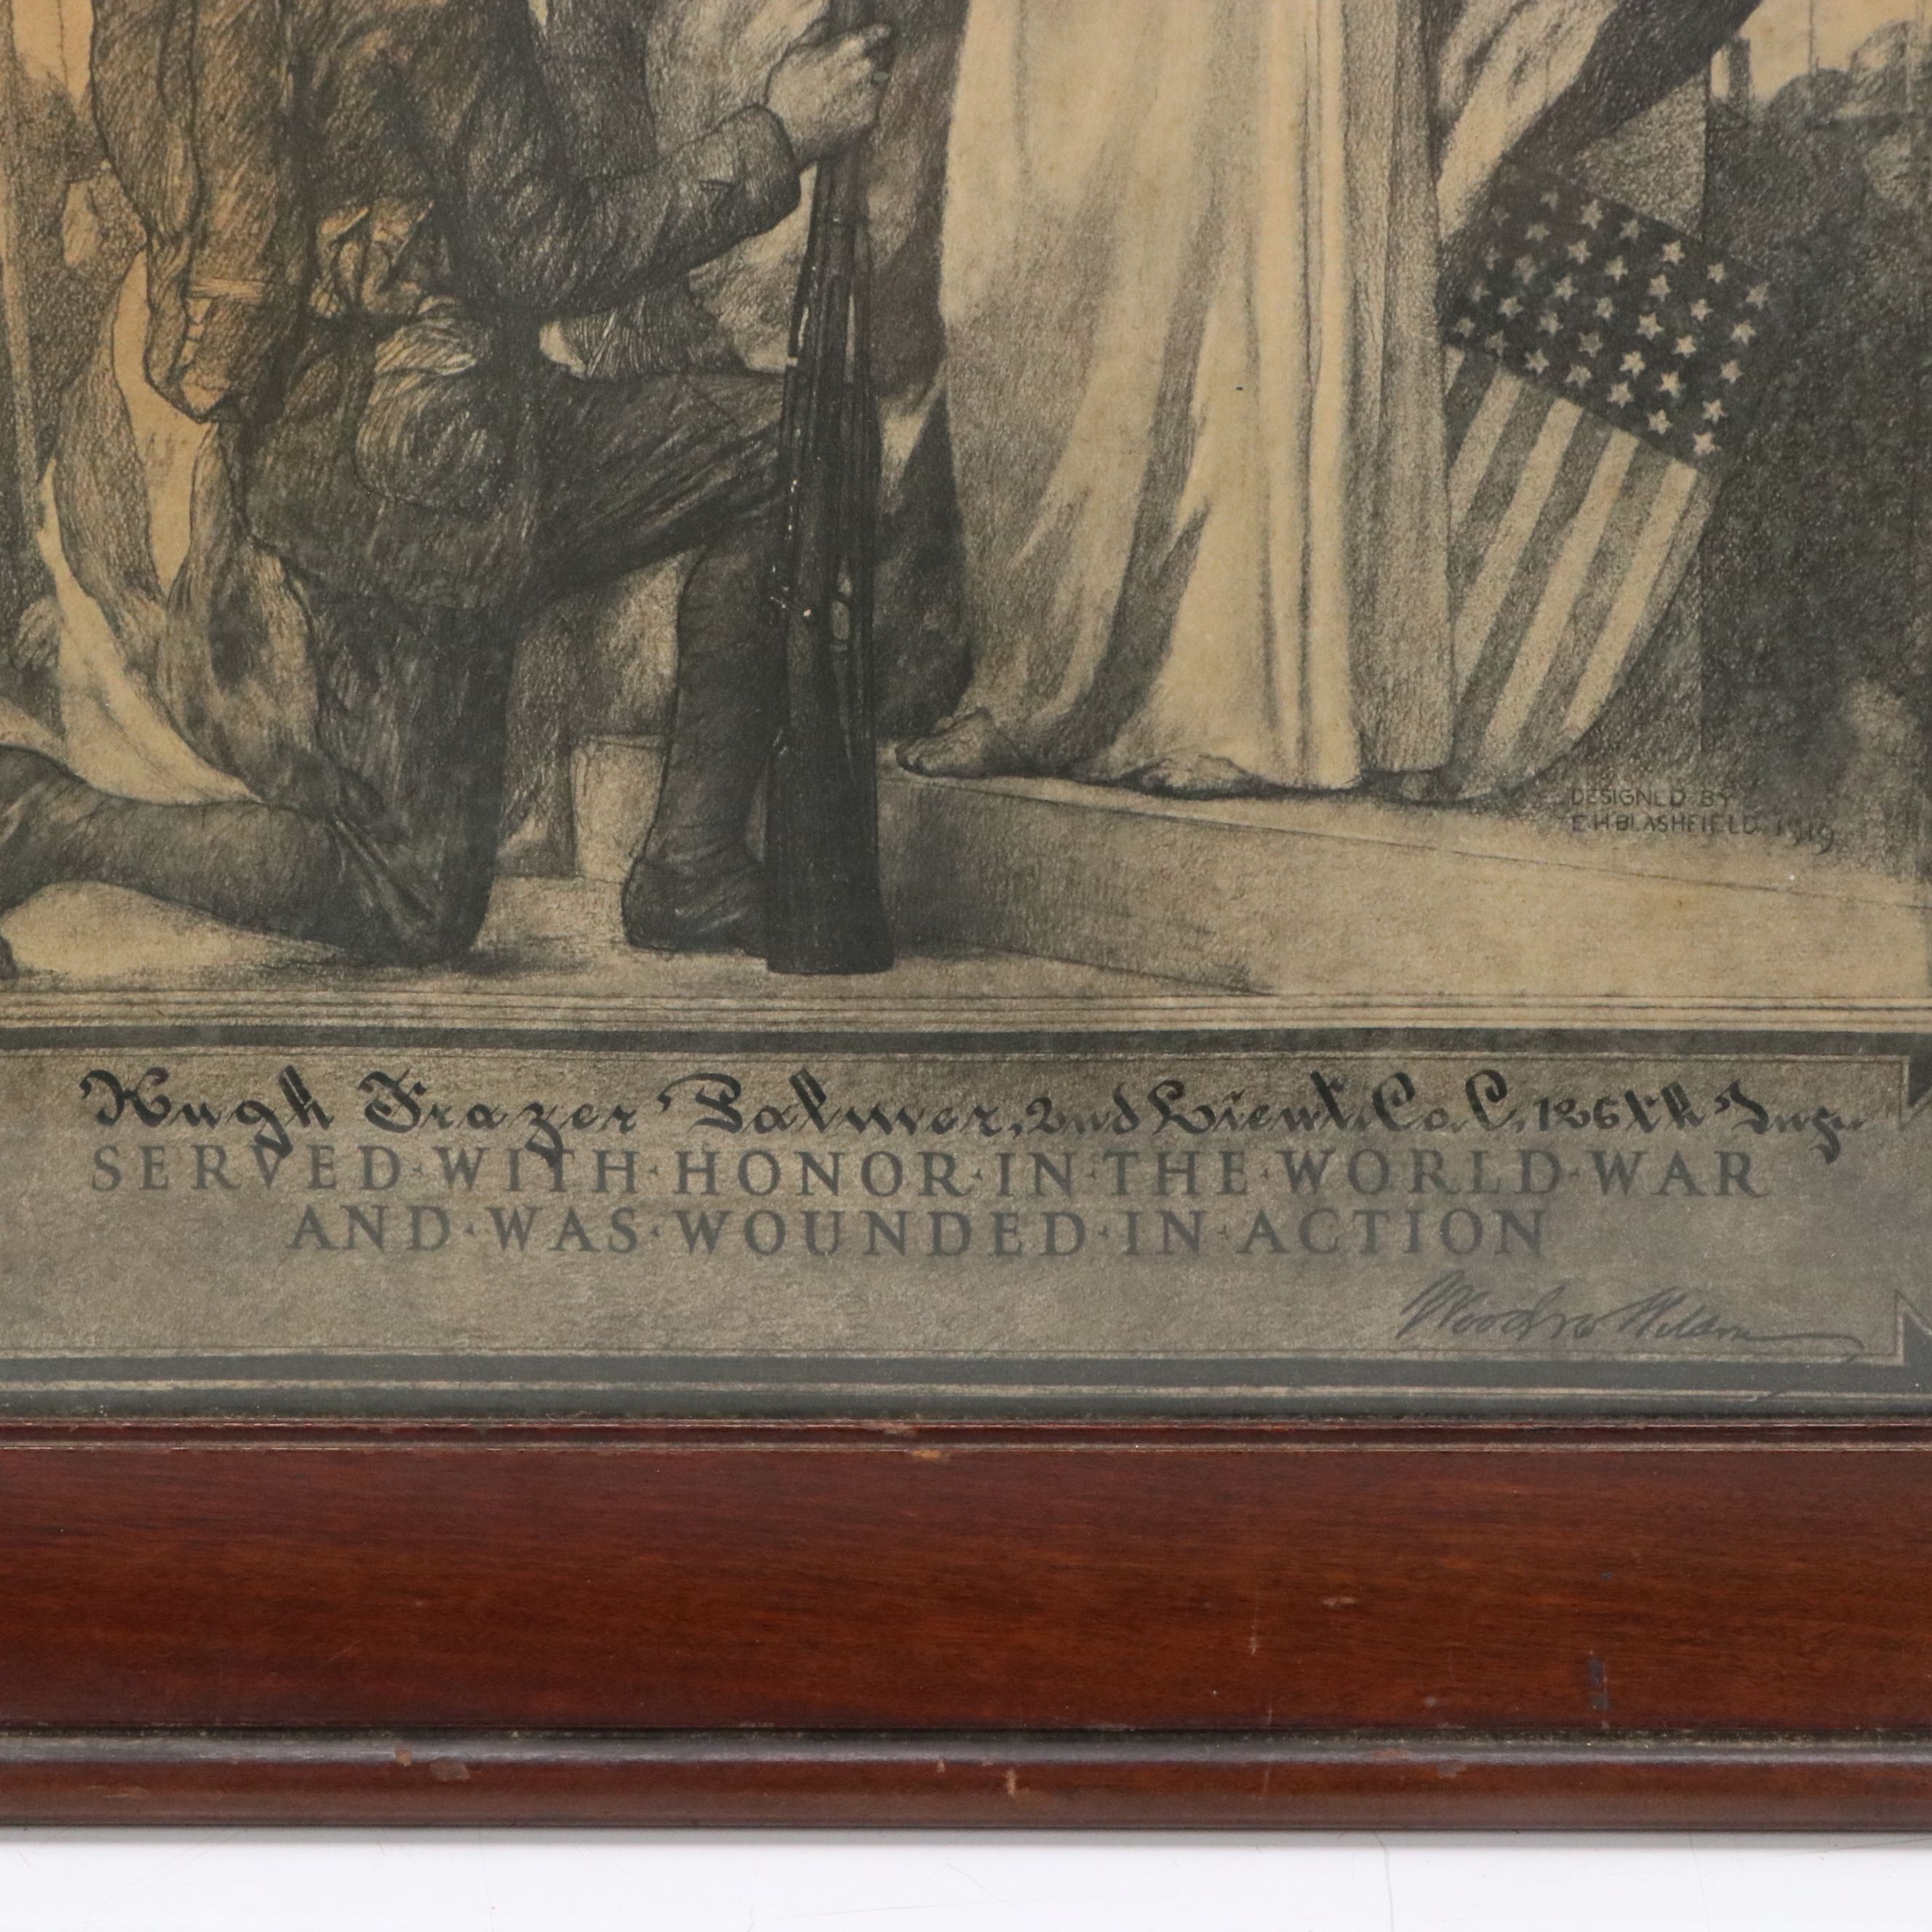 DESIGNED BY
E H BLASHFIELD 1919
Hugh Frazer Palmer, 2nd Lieut. Co. C, 126th Inf.
SERVED·WITH·HONOR·IN·THE·WORLD·WAR
AND·WAS·WOUNDED·IN·ACTION
Woodrow Wilson